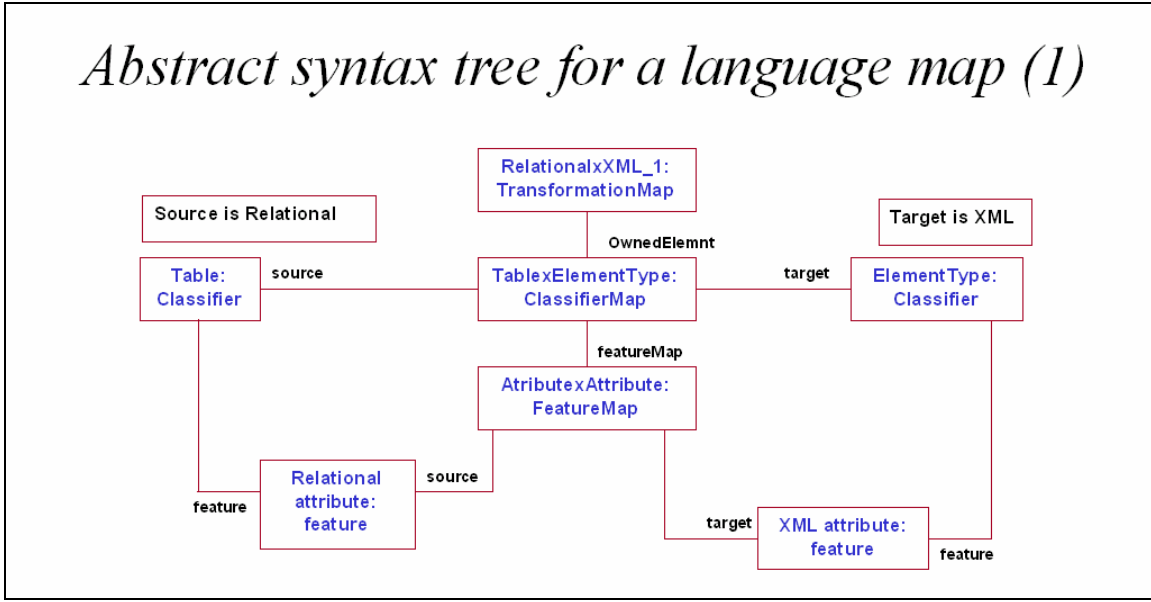 Abstract syntax tree for a language map (1)
RelationalxXML_1:
TransformationMap
Source is Relational
Target is XML
OwnedElemnt
Table:
Classifier
source
TablexElementType:
ClassifierMap
target
ElementType:
Classifier
featureMap
AtributexAttribute:
FeatureMap
Relational
attribute:
feature
source
feature
target
XML attribute:
feature
feature